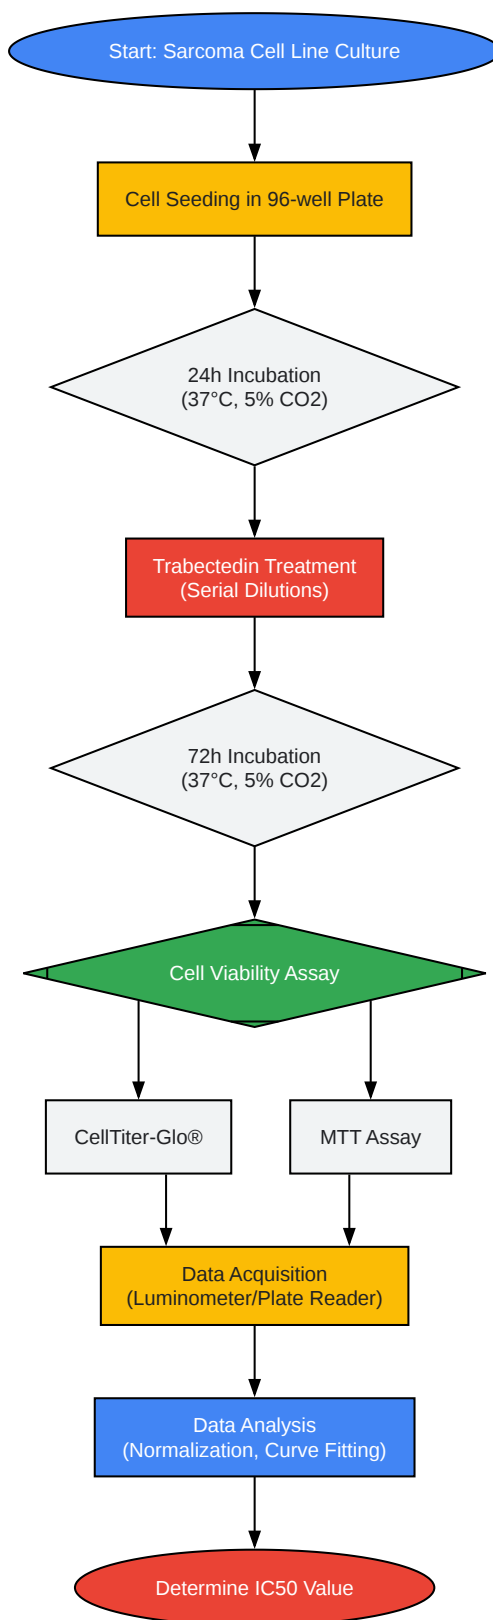 Start: Sarcoma Cell Line Culture
Cell Seeding in 96-well Plate
24h Incubation
(37°C, 5% CO2)
Trabectedin Treatment
(Serial Dilutions)
72h Incubation
(37°C, 5% CO2)
Cell Viability Assay
CellTiter-Glo®
MTT Assay
Data Acquisition
(Luminometer/Plate Reader)
Data Analysis
(Normalization, Curve Fitting)
Determine IC50 Value